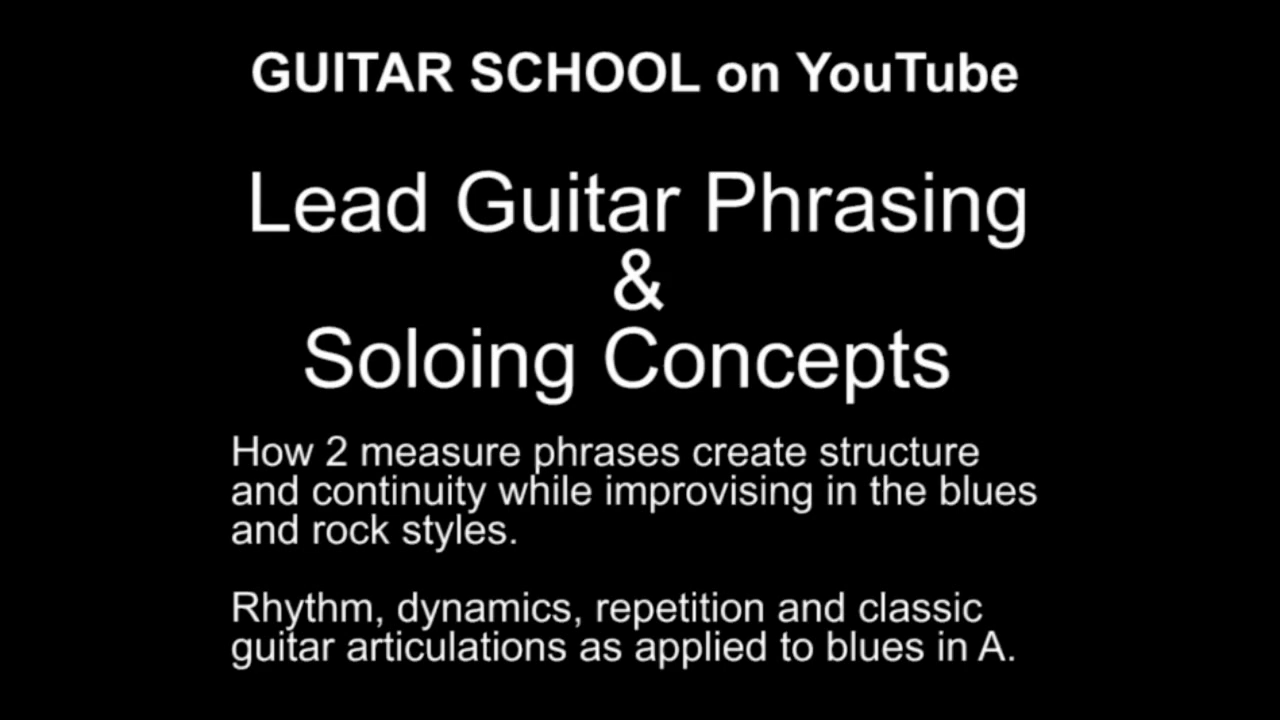 GUITAR SCHOOL on YouTube
Lead Guitar Phrasing
&
Soloing Concepts
How 2 measure phrases create structure
and continuity while improvising in the blues
and rock styles.
Rhythm, dynamics, repetition and classic
guitar articulations as applied to blues in A.